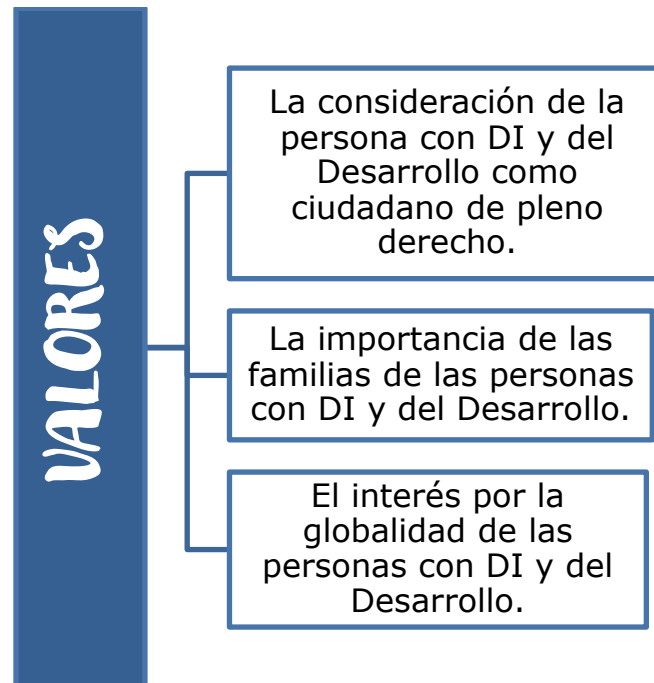 VALORES
La consideración de la
persona con DI y del
Desarrollo como
ciudadano de pleno
derecho.
La importancia de las
familias de las personas
con DI y del Desarrollo.
El interés por la
globalidad de las
personas con DI y del
Desarrollo.